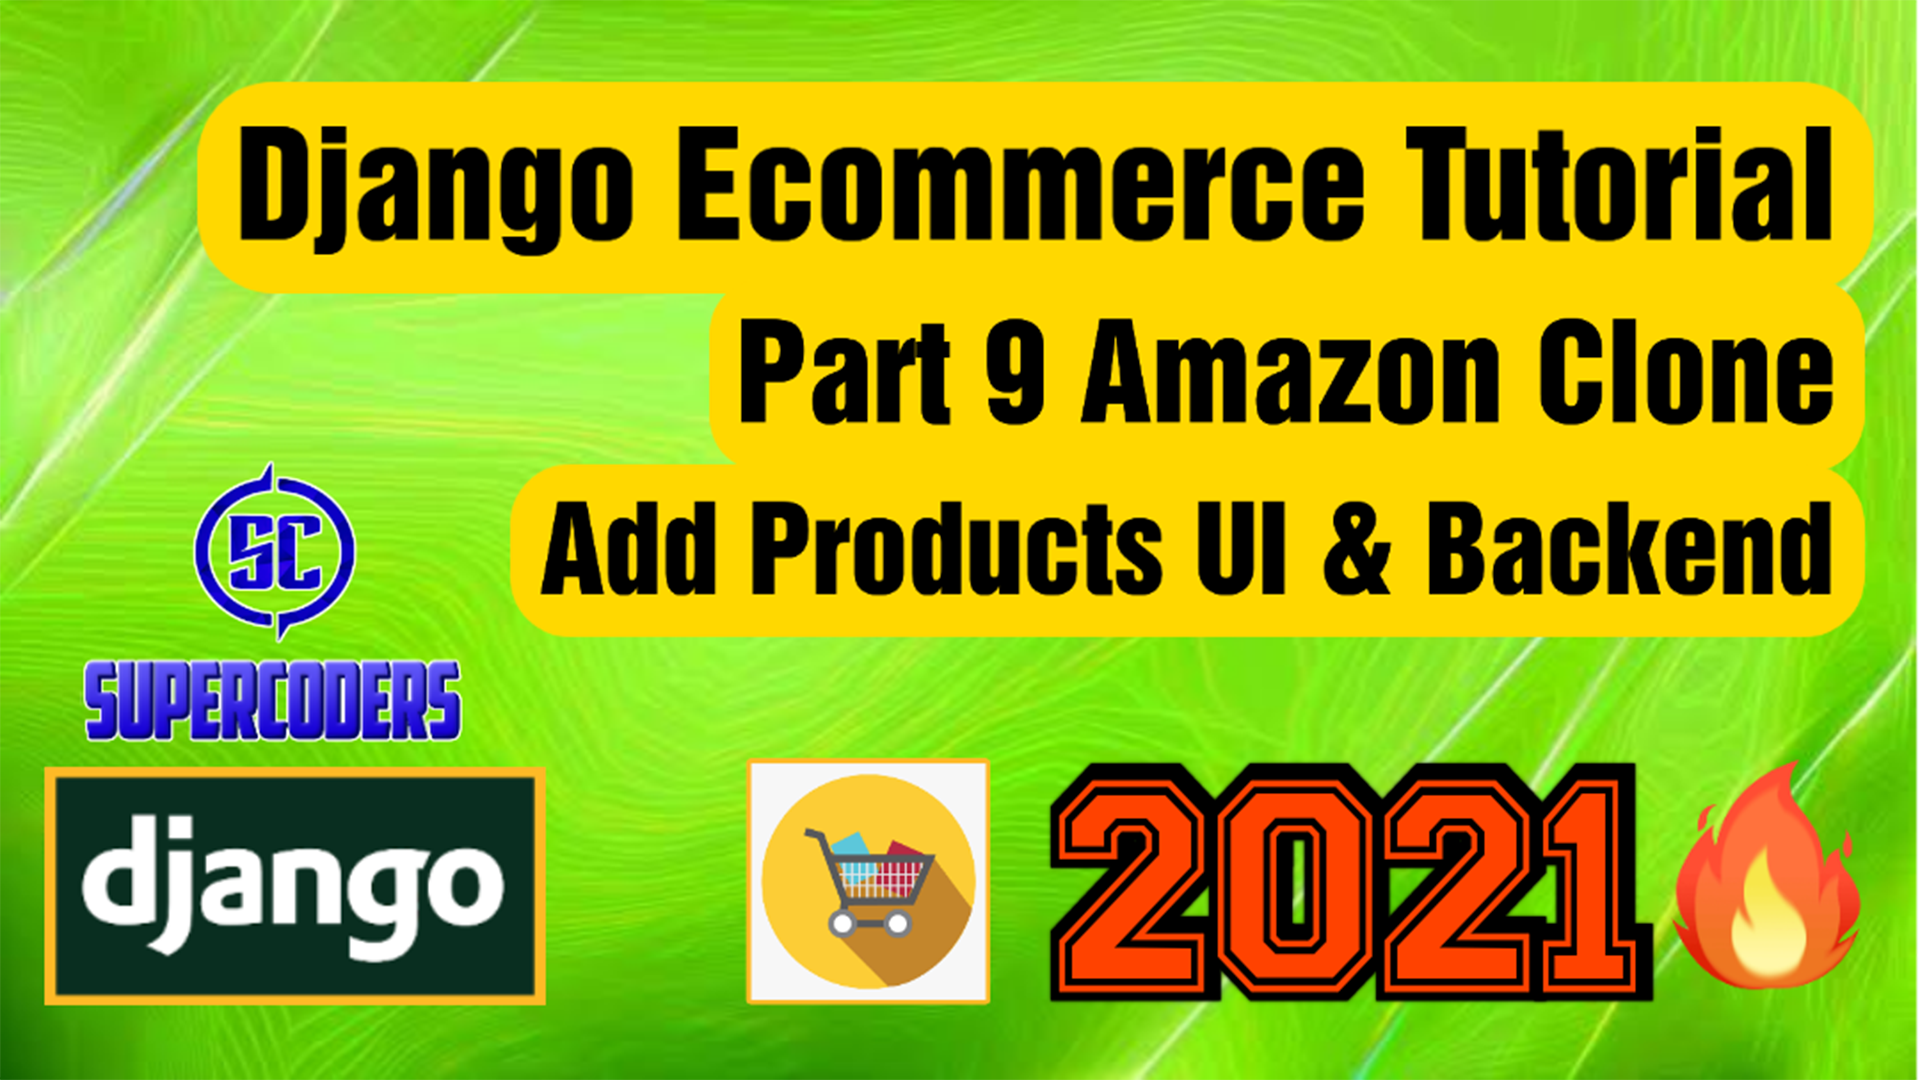 Django Ecommerce Tutorial
Part 9 Amazon Clone
Add Products UI & Backend
SC
SUPERCODERS
django
2021